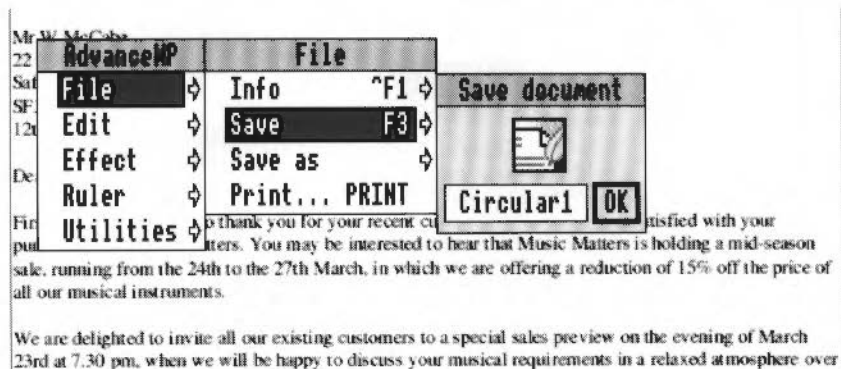 Mr W. McCabe
22
Sat
SF
12t
De
AdvanceWP
File
Edit
Effect
Ruler
Utilities
File
Info ^F1
Save F3
Save as
Print... PRINT
Save document
Circular1 OK
Fir o thank you for your recent cu tisfied with your
pu tters. You may be interested to hear that Music Matters is holding a mid-season
sale, running from the 24th to the 27th March, in which we are offering a reduction of 15% off the price of
all our musical instruments.
We are delighted to invite all our existing customers to a special sales preview on the evening of March
23rd at 7.30 pm, when we will be happy to discuss your musical requirements in a relaxed atmosphere over